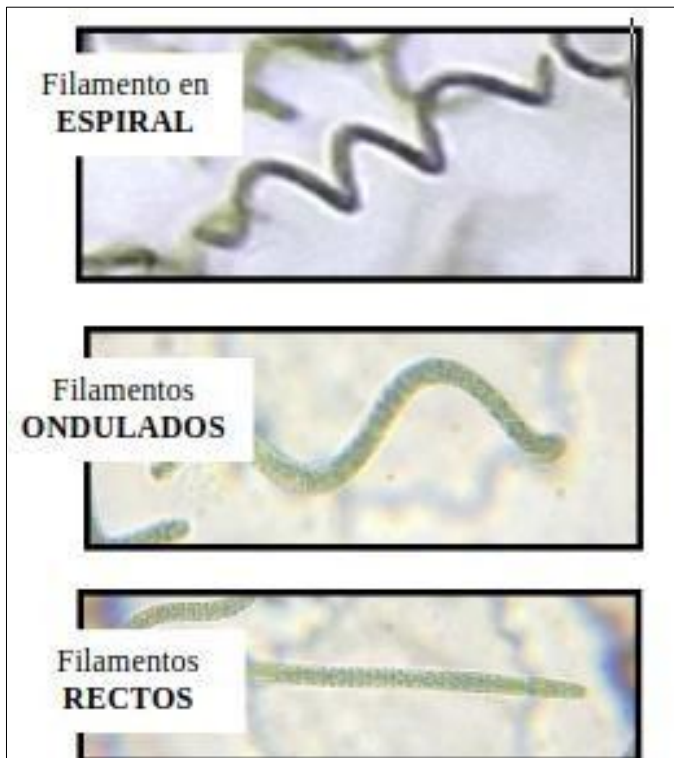 Filamento en
ESPIRAL
Filamentos
ONDULADOS
Filamentos
RECTOS